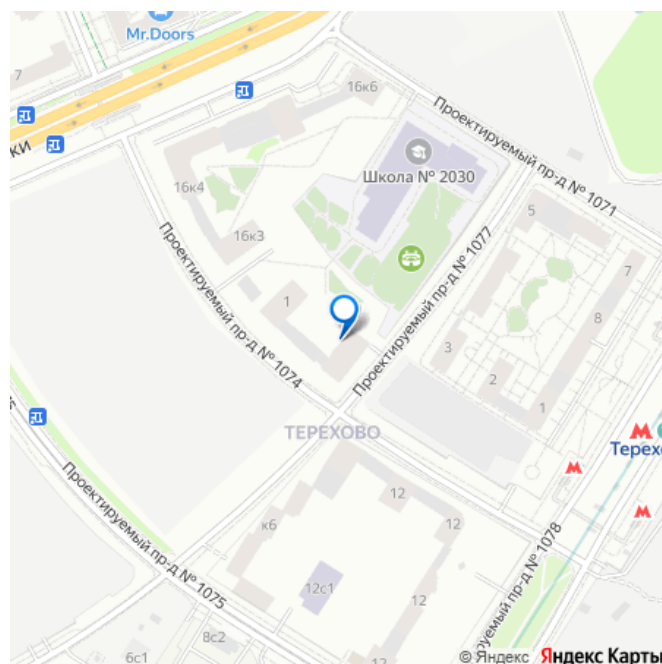 Mr.Doors
7
КИ
16к6
Проектируемый пр-д № 1071
Школа № 2030
16к4
16к3
Проектируемый пр-д № 1077
5
7
8
1
3
2
1
Проектируемый пр-д № 1074
ТЕРЕХОВО
М
Терехо
М
М
12
к6
12
12
12с1
12
Проектируемый пр-д № 1075
уемый пр-д № 1078
8с2
6с1
© Яндекс Яндекс Карты